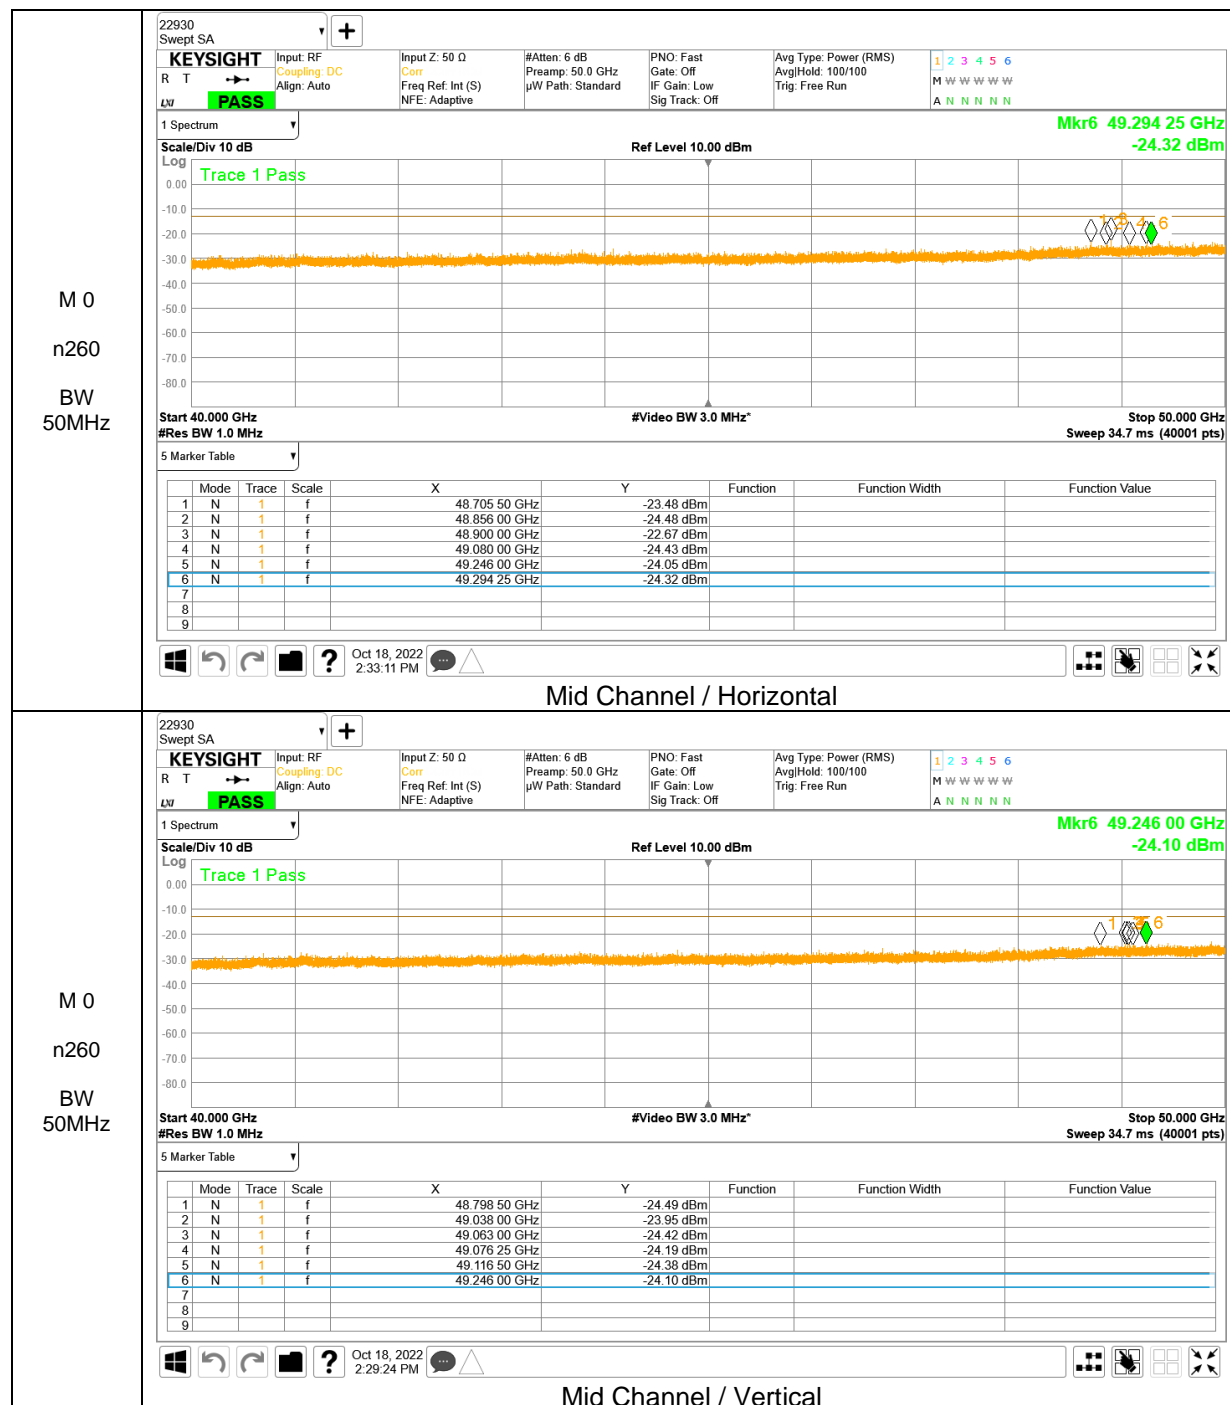 M 0
n260
BW
50MHz
22930
Swept SA
KEYSIGHT
R T
LXI
PASS
Input: RF
Coupling: DC
Align: Auto
Input Z: 50 Ω
Corr
Freq Ref: Int (S)
NFE: Adaptive
#Atten: 6 dB
Preamp: 50.0 GHz
µW Path: Standard
PNO: Fast
Gate: Off
IF Gain: Low
Sig Track: Off
Avg Type: Power (RMS)
Avg|Hold: 100/100
Trig: Free Run
1 2 3 4 5 6
M W W W W W
A N N N N N
1 Spectrum
Mkr6 49.294 25 GHz
Scale/Div 10 dB
Ref Level 10.00 dBm
-24.32 dBm
Log
Trace 1 Pass
0.00
-10.0
-20.0
-30.0
-40.0
-50.0
-60.0
-70.0
-80.0
1 2 3 4 6
Start 40.000 GHz
#Video BW 3.0 MHz*
Stop 50.000 GHz
#Res BW 1.0 MHz
Sweep 34.7 ms (40001 pts)
5 Marker Table
Mode Trace Scale X Y Function Function Width Function Value
1 N 1 f 48.705 50 GHz -23.48 dBm
2 N 1 f 48.856 00 GHz -24.48 dBm
3 N 1 f 48.900 00 GHz -22.67 dBm
4 N 1 f 49.080 00 GHz -24.43 dBm
5 N 1 f 49.246 00 GHz -24.05 dBm
6 N 1 f 49.294 25 GHz -24.32 dBm
7
8
9
?
Oct 18, 2022
2:33:11 PM
Mid Channel / Horizontal
M 0
n260
BW
50MHz
22930
Swept SA
KEYSIGHT
R T
LXI
PASS
Input: RF
Coupling: DC
Align: Auto
Input Z: 50 Ω
Corr
Freq Ref: Int (S)
NFE: Adaptive
#Atten: 6 dB
Preamp: 50.0 GHz
µW Path: Standard
PNO: Fast
Gate: Off
IF Gain: Low
Sig Track: Off
Avg Type: Power (RMS)
Avg|Hold: 100/100
Trig: Free Run
1 2 3 4 5 6
M W W W W W
A N N N N N
1 Spectrum
Mkr6 49.246 00 GHz
Scale/Div 10 dB
Ref Level 10.00 dBm
-24.10 dBm
Log
Trace 1 Pass
0.00
-10.0
-20.0
-30.0
-40.0
-50.0
-60.0
-70.0
-80.0
1 6
Start 40.000 GHz
#Video BW 3.0 MHz*
Stop 50.000 GHz
#Res BW 1.0 MHz
Sweep 34.7 ms (40001 pts)
5 Marker Table
Mode Trace Scale X Y Function Function Width Function Value
1 N 1 f 48.798 50 GHz -24.49 dBm
2 N 1 f 49.038 00 GHz -23.95 dBm
3 N 1 f 49.063 00 GHz -24.42 dBm
4 N 1 f 49.076 25 GHz -24.19 dBm
5 N 1 f 49.116 50 GHz -24.38 dBm
6 N 1 f 49.246 00 GHz -24.10 dBm
7
8
9
?
Oct 18, 2022
2:29:24 PM
Mid Channel / Vertical